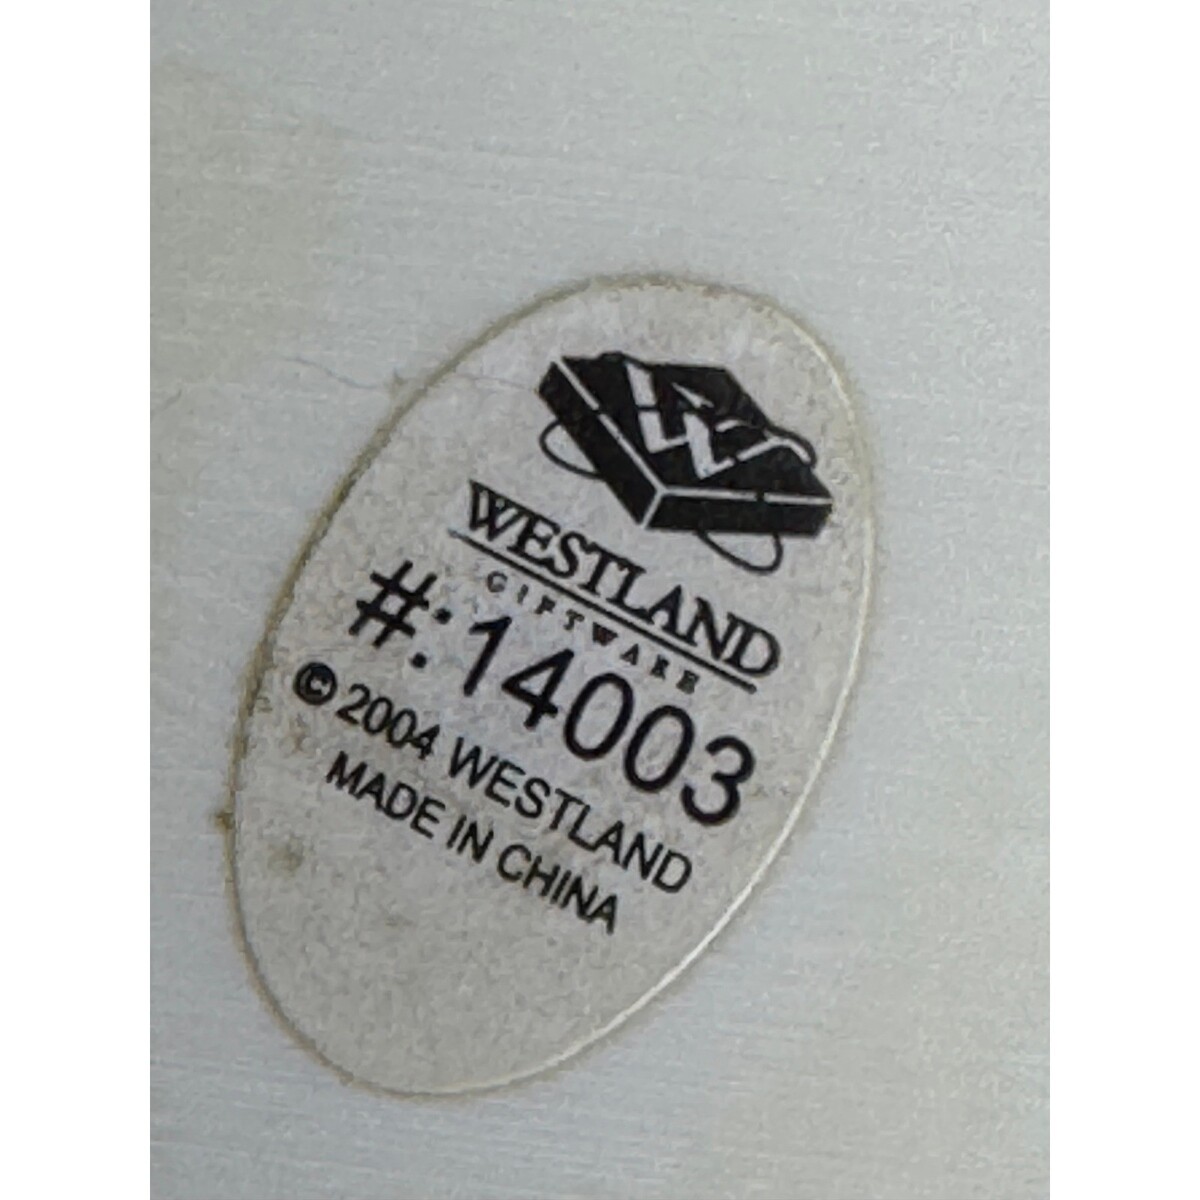 W
WESTLAND
GIFTWARE
#:14003
© 2004 WESTLAND
MADE IN CHINA